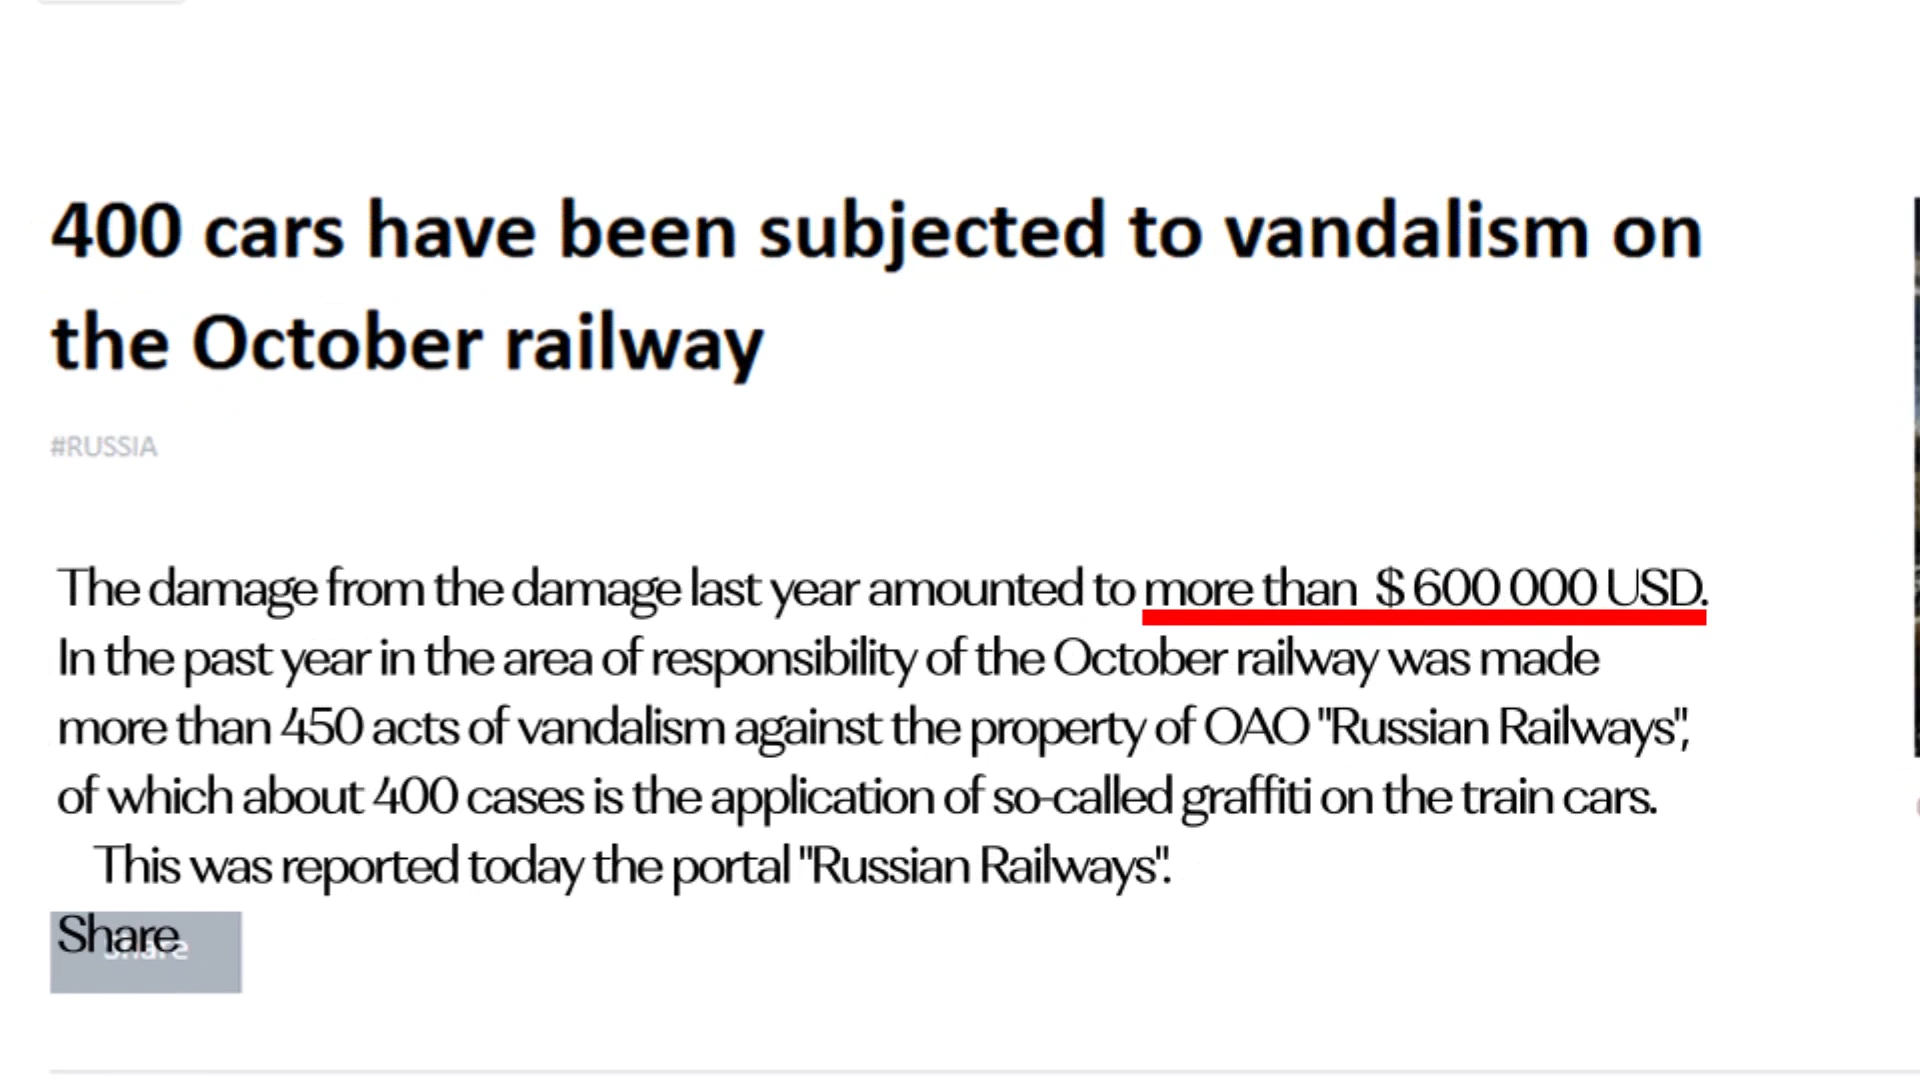 400 cars have been subjected to vandalism on
the October railway
#RUSSIA
The damage from the damage last year amounted to more than $ 600 000 USD.
In the past year in the area of responsibility of the October railway was made
more than 450 acts of vandalism against the property of OAO "Russian Railways",
of which about 400 cases is the application of so-called graffiti on the train cars.
This was reported today the portal "Russian Railways".
Share
Share